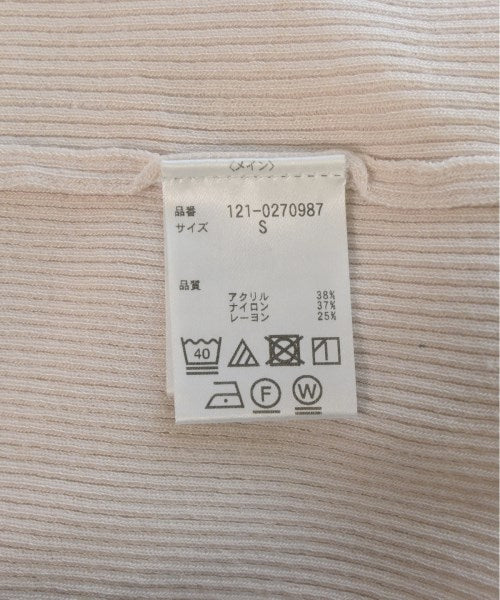 〈メイン〉
品番 121-0270987
サイズ S
品質
アクリル 38%
ナイロン 37%
レーヨン 25%
40
F W